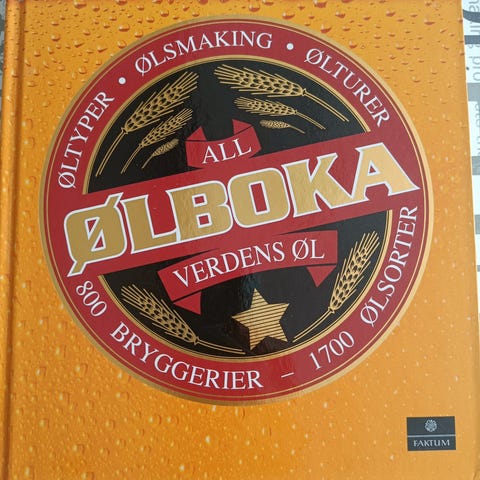 ØLTYPER • ØLSMAKING • ØLTURER
ALL
ØLBOKA
VERDENS ØL
800 BRYGGERIER – 1700 ØLSORTER
FAKTUM